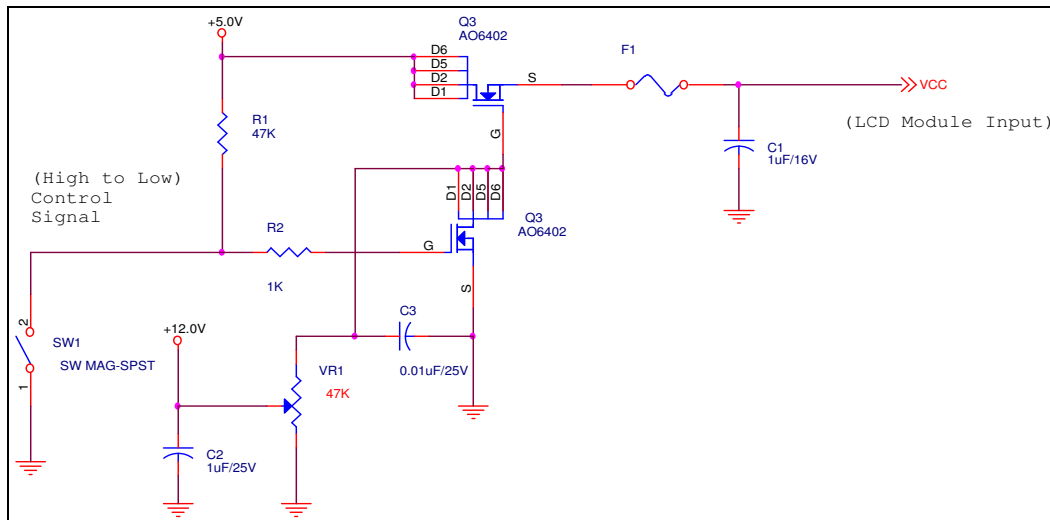 +5.0V
Q3
AO6402
D6
D5
D2
D1
S
G
F1
VCC
(LCD Module Input)
C1
1uF/16V
R1
47K
(High to Low)
Control
Signal
D1
D2
D5
D6
Q3
AO6402
R2
1K
G
S
SW1
SW MAG-SPST
2
1
+12.0V
C3
0.01uF/25V
VR1
47K
C2
1uF/25V